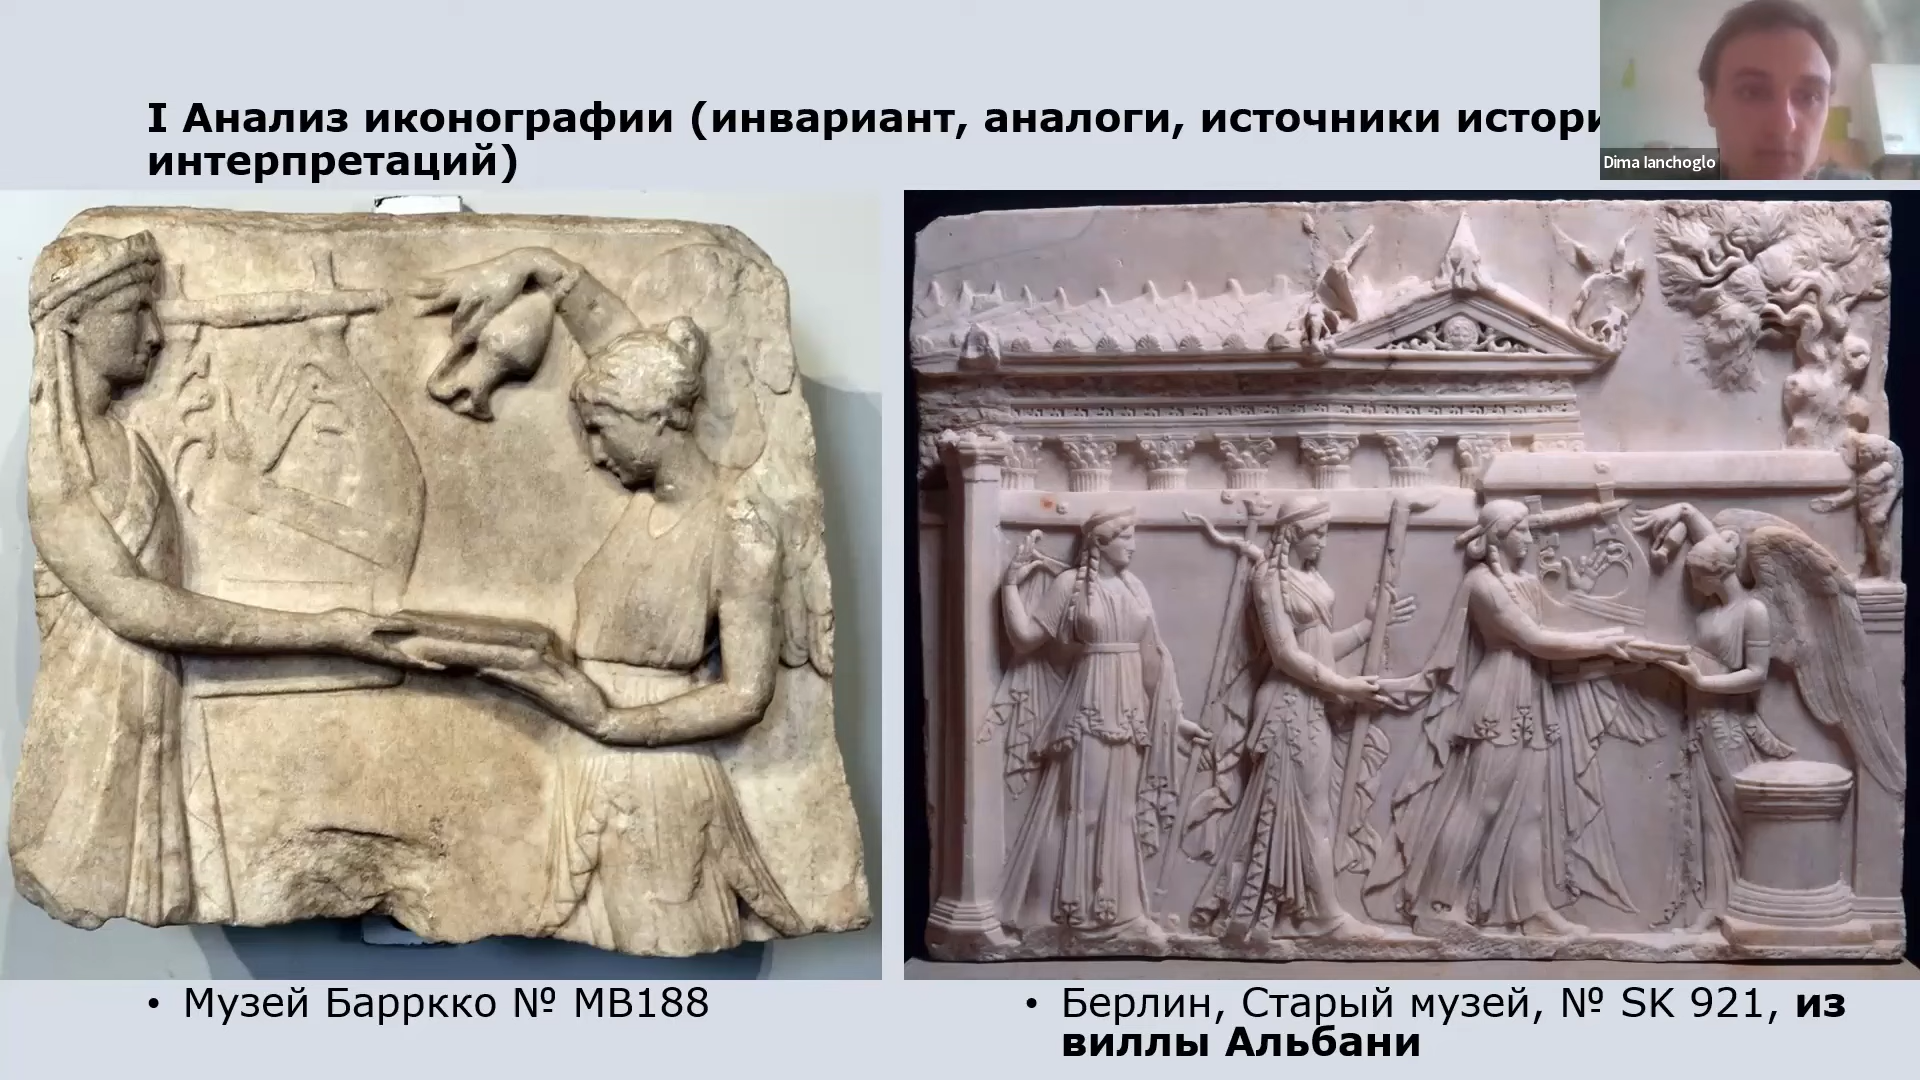 I Анализ иконографии (инвариант, аналоги, источники истори
интерпретаций)
Dima Ianchoglo
• Музей Барркко № MB188
• Берлин, Старый музей, № SK 921, из
виллы Альбани